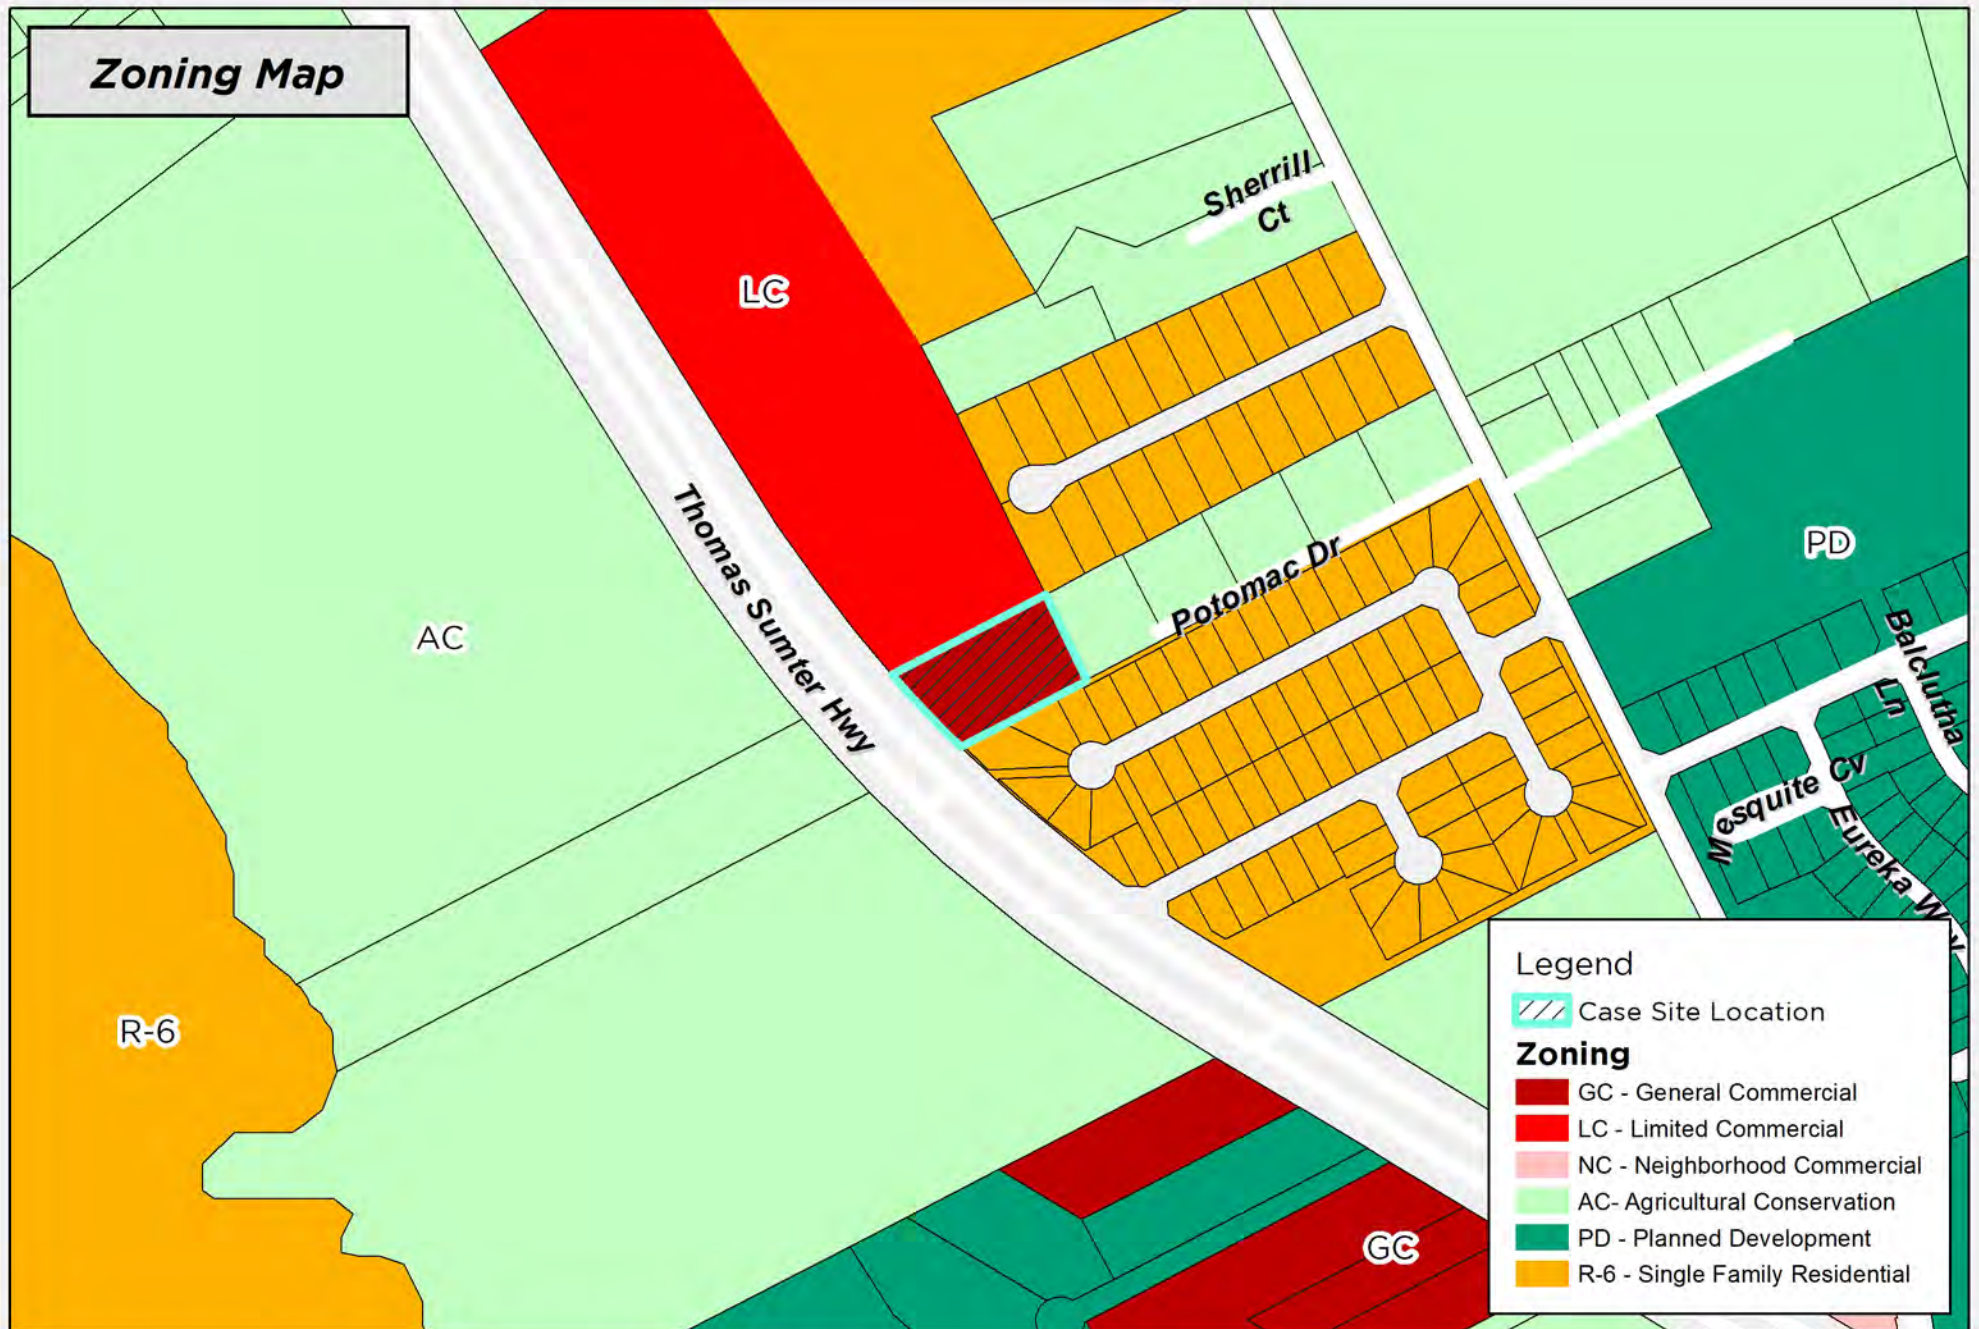 Zoning Map
Sherrill
Ct
LC
Thomas Sumter Hwy
Potomac Dr
PD
AC
Balclutha
Ln
Mesquite Cv
Eureka Way
R-6
GC
Legend
Case Site Location
Zoning
GC - General Commercial
LC - Limited Commercial
NC - Neighborhood Commercial
AC- Agricultural Conservation
PD - Planned Development
R-6 - Single Family Residential